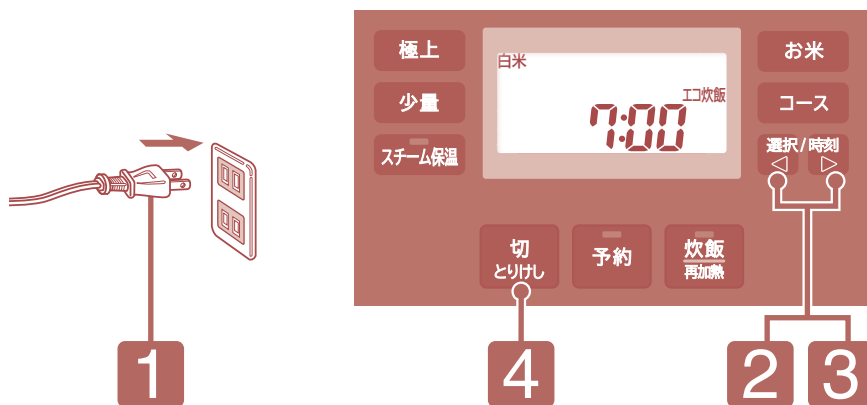 極上
少量
スチーム保温
白米
エコ炊飯
7:00
お米
コース
選択/時刻
◁ ▷
切
とりけし
予約
炊飯
再加熱
1
4
2
3